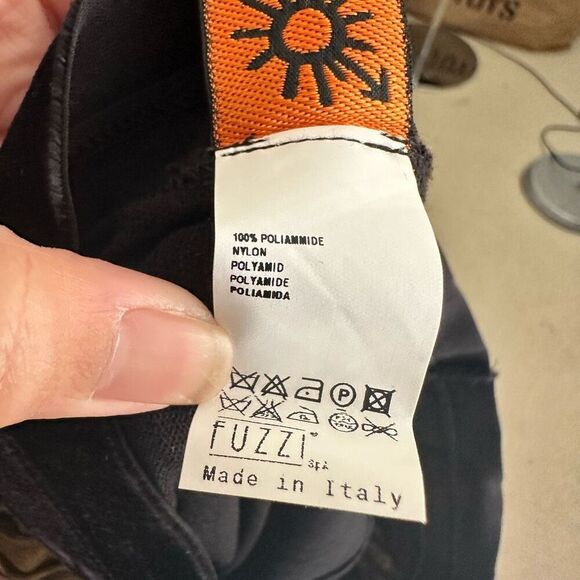 100% POLIAMMIDE
NYLON
POLYAMID
POLYAMIDE
POLIAMIDA
P
FUZZI
SPA
Made in Italy